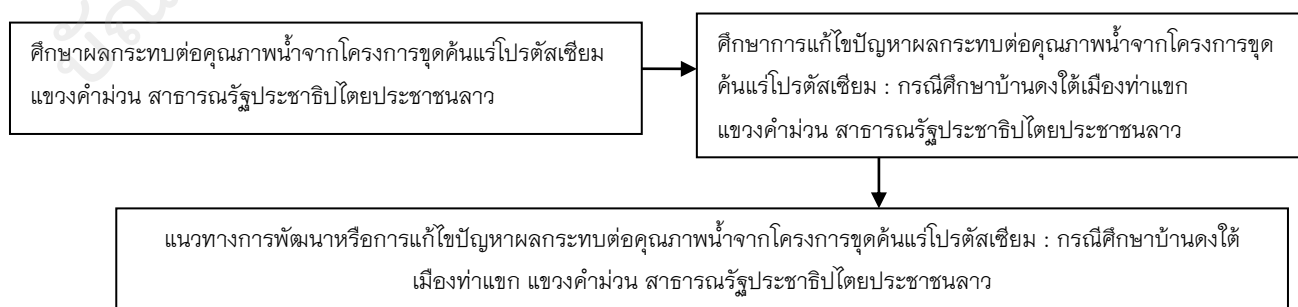 ศึกษาผลกระทบต่อคุณภาพน้ำจากโครงการขุดค้นแร่โปรตัสเซียม
แขวงคำม่วน สาธารณรัฐประชาธิปไตยประชาชนลาว
ศึกษาการแก้ไขปัญหาผลกระทบต่อคุณภาพน้ำจากโครงการขุด
ค้นแร่โปรตัสเซียม : กรณีศึกษาบ้านดงใต้เมืองท่าแขก
แขวงคำม่วน สาธารณรัฐประชาธิปไตยประชาชนลาว
แนวทางการพัฒนาหรือการแก้ไขปัญหาผลกระทบต่อคุณภาพน้ำจากโครงการขุดค้นแร่โปรตัสเซียม : กรณีศึกษาบ้านดงใต้
เมืองท่าแขก แขวงคำม่วน สาธารณรัฐประชาธิปไตยประชาชนลาว